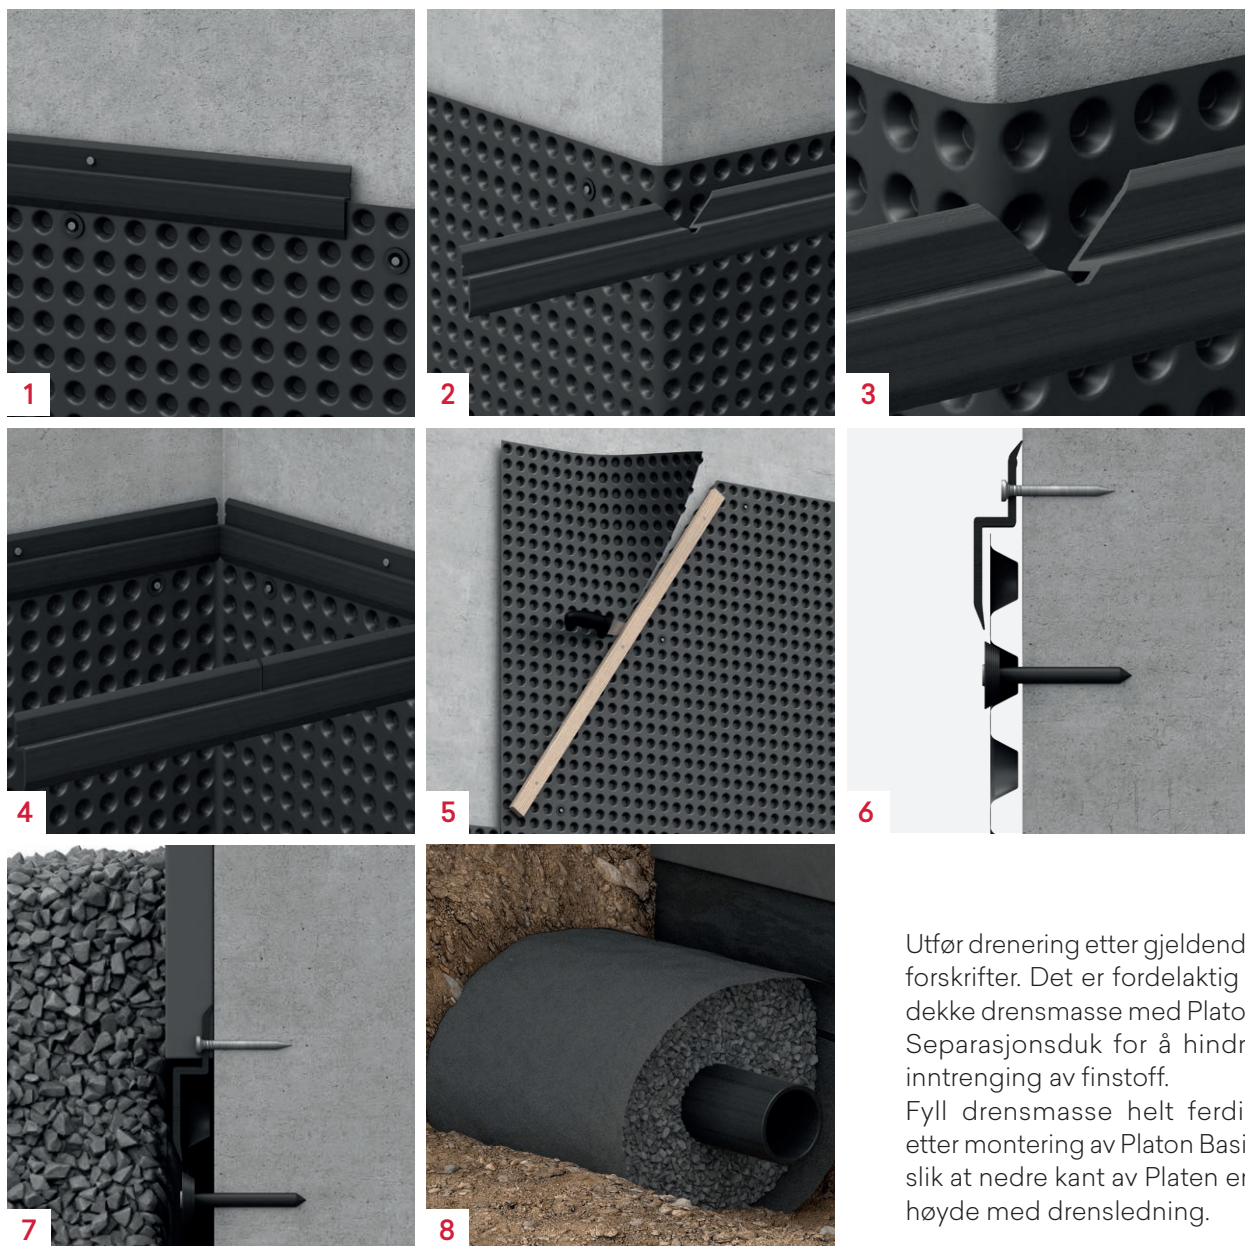 1
2
3
4
5
6
7
8
Utfør drenering etter gjeldend
forskrifter. Det er fordelaktig
dekke drensmasse med Plato
Separasjonsduk for å hindr
inntrenging av finstoff.
Fyll drensmasse helt ferdi
etter montering av Platon Basi
slik at nedre kant av Platen er
høyde med drensledning.